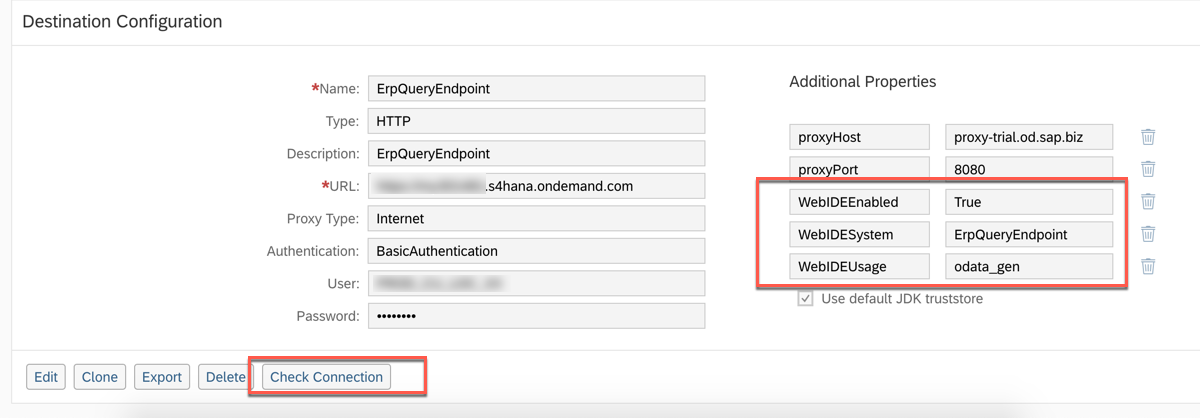 Destination Configuration
*Name: ErpQueryEndpoint
Type: HTTP
Description: ErpQueryEndpoint
*URL: .s4hana.ondemand.com
Proxy Type: Internet
Authentication: BasicAuthentication
User:
Password: ••••••••
Additional Properties
proxyHost proxy-trial.od.sap.biz
proxyPort 8080
WebIDEEnabled True
WebIDESystem ErpQueryEndpoint
WebIDEUsage odata_gen
Use default JDK truststore
Edit Clone Export Delete Check Connection